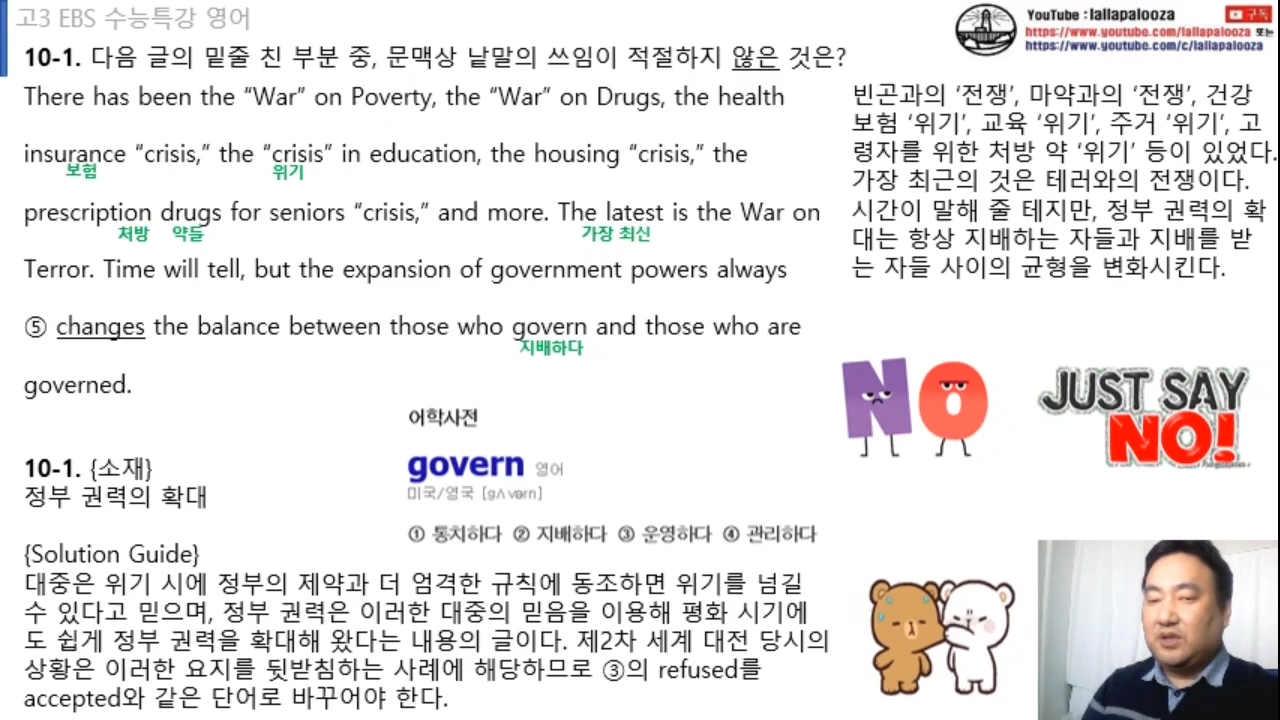 고3 EBS 수능특강 영어
YouTube : lallapalooza 구독
https://www.youtube.com/lallapalooza 또는
https://www.youtube.com/c/lallapalooza
10-1. 다음 글의 밑줄 친 부분 중, 문맥상 낱말의 쓰임이 적절하지 않은 것은?
There has been the “War” on Poverty, the “War” on Drugs, the health
insurance “crisis,” the “crisis” in education, the housing “crisis,” the
보험 위기
prescription drugs for seniors “crisis,” and more. The latest is the War on
처방 약들 가장 최신
Terror. Time will tell, but the expansion of government powers always
⑤ changes the balance between those who govern and those who are
지배하다
governed.
빈곤과의 ‘전쟁’, 마약과의 ‘전쟁’, 건강
보험 ‘위기’, 교육 ‘위기’, 주거 ‘위기’, 고
령자를 위한 처방 약 ‘위기’ 등이 있었다.
가장 최근의 것은 테러와의 전쟁이다.
시간이 말해 줄 테지만, 정부 권력의 확
대는 항상 지배하는 자들과 지배를 받
는 자들 사이의 균형을 변화시킨다.
NO
JUST SAY
NO!
어학사전
govern 영어
미국/영국 [gʌvərn]
① 통치하다 ② 지배하다 ③ 운영하다 ④ 관리하다
10-1. {소재}
정부 권력의 확대
{Solution Guide}
대중은 위기 시에 정부의 제약과 더 엄격한 규칙에 동조하면 위기를 넘길
수 있다고 믿으며, 정부 권력은 이러한 대중의 믿음을 이용해 평화 시기에
도 쉽게 정부 권력을 확대해 왔다는 내용의 글이다. 제2차 세계 대전 당시의
상황은 이러한 요지를 뒷받침하는 사례에 해당하므로 ③의 refused를
accepted와 같은 단어로 바꾸어야 한다.